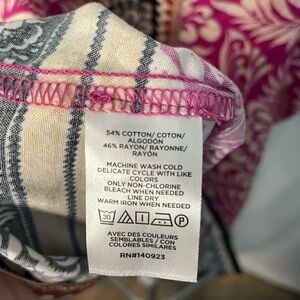 54% COTTON/ COTON/
ALGODÓN
46% RAYON/ RAYONNE/
RAYÓN
MACHINE WASH COLD
DELICATE CYCLE WITH LIKE
COLORS
ONLY NON-CHLORINE
BLEACH WHEN NEEDED
LINE DRY
WARM IRON WHEN NEEDED
30 P
AVEC DES COULEURS
SEMBLABLES / CON
COLORES SIMILARES
RN#140923